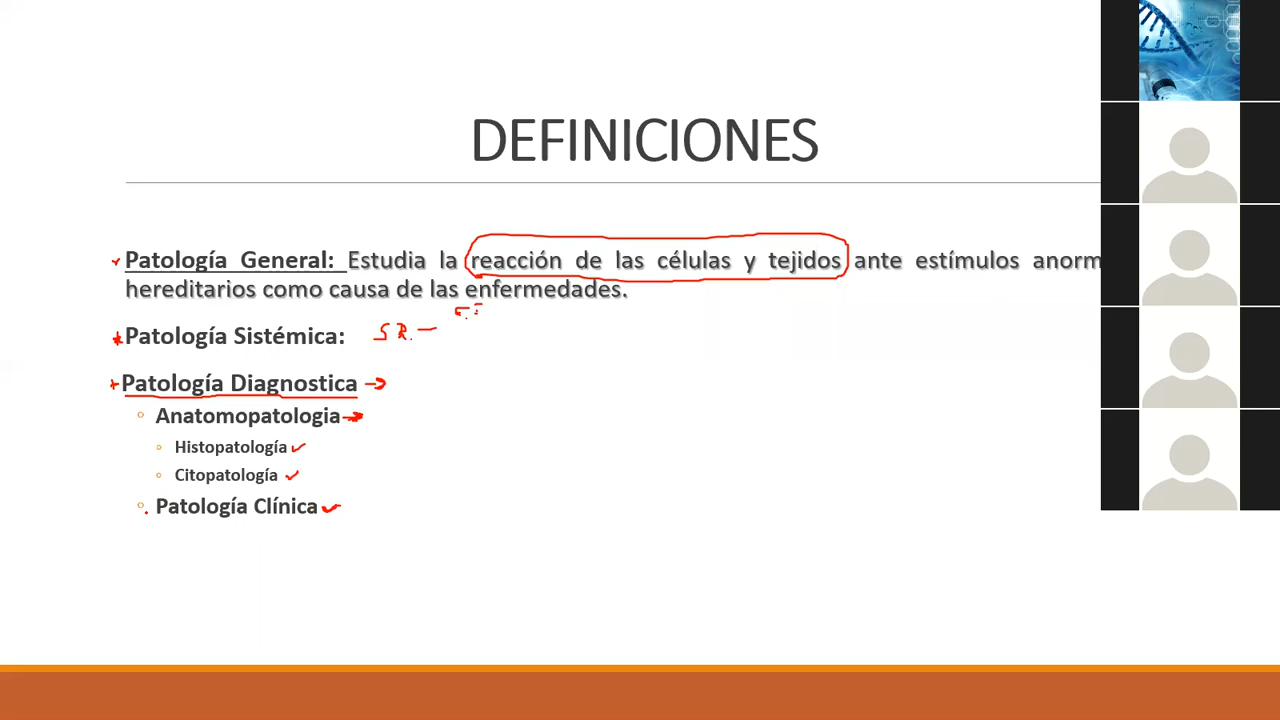 DEFINICIONES
Patología General: Estudia la reacción de las células y tejidos ante estímulos
hereditarios como causa de las enfermedades.
Patología Sistémica: SR.
Patología Diagnostica
Anatomopatologia
Histopatología
Citopatología
Patología Clínica